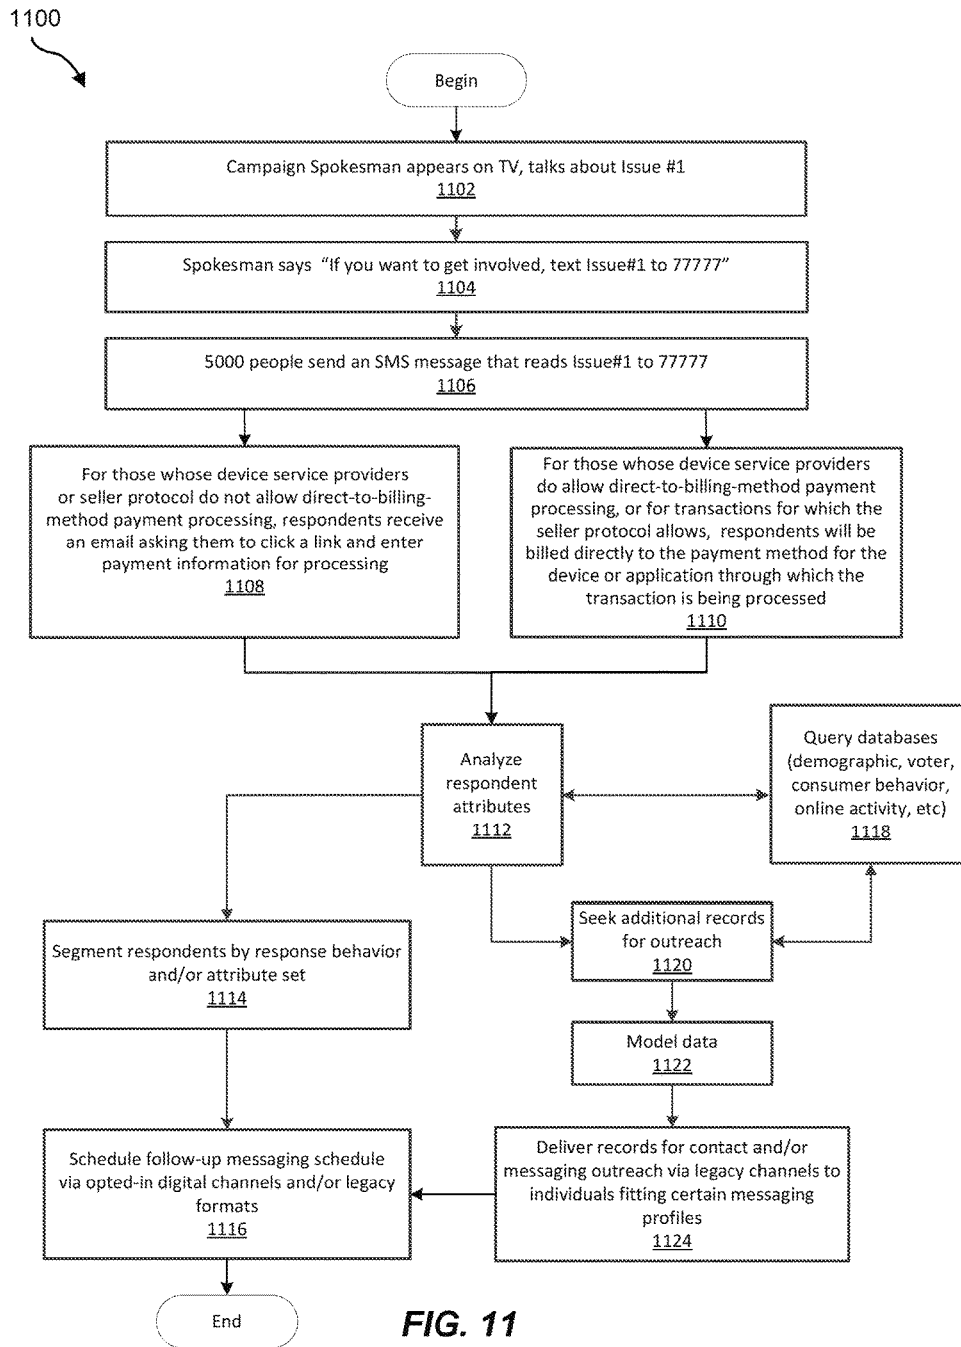 1100
Begin
Campaign Spokesman appears on TV, talks about Issue #1
1102
Spokesman says "If you want to get involved, text Issue#1 to 77777"
1104
5000 people send an SMS message that reads Issue#1 to 77777
1106
For those whose device service providers
or seller protocol do not allow direct-to-billing-
method payment processing, respondents receive
an email asking them to click a link and enter
payment information for processing
1108
For those whose device service providers
do allow direct-to-billing-method payment
processing, or for transactions for which the
seller protocol allows, respondents will be
billed directly to the payment method for the
device or application through which the
transaction is being processed
1110
Analyze
respondent
attributes
1112
Query databases
(demographic, voter,
consumer behavior,
online activity, etc)
1118
Segment respondents by response behavior
and/or attribute set
1114
Seek additional records
for outreach
1120
Model data
1122
Schedule follow-up messaging schedule
via opted-in digital channels and/or legacy
formats
1116
Deliver records for contact and/or
messaging outreach via legacy channels to
individuals fitting certain messaging
profiles
1124
End
FIG. 11